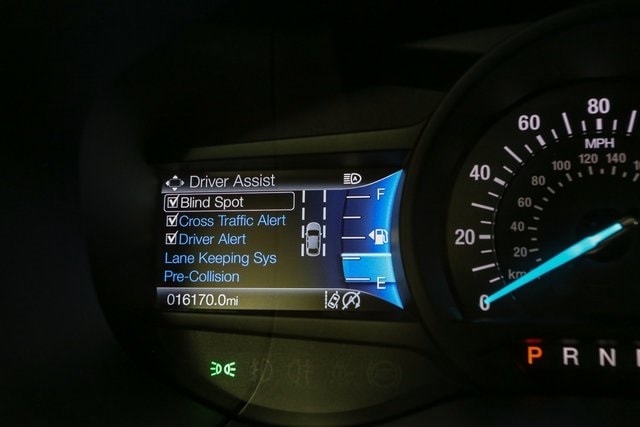 Driver Assist
Blind Spot
Cross Traffic Alert
Driver Alert
Lane Keeping Sys
Pre-Collision
016170.0mi
F
E
80
60
MPH
40
100 120 140
80
60
20
40
20
km
0
P R N